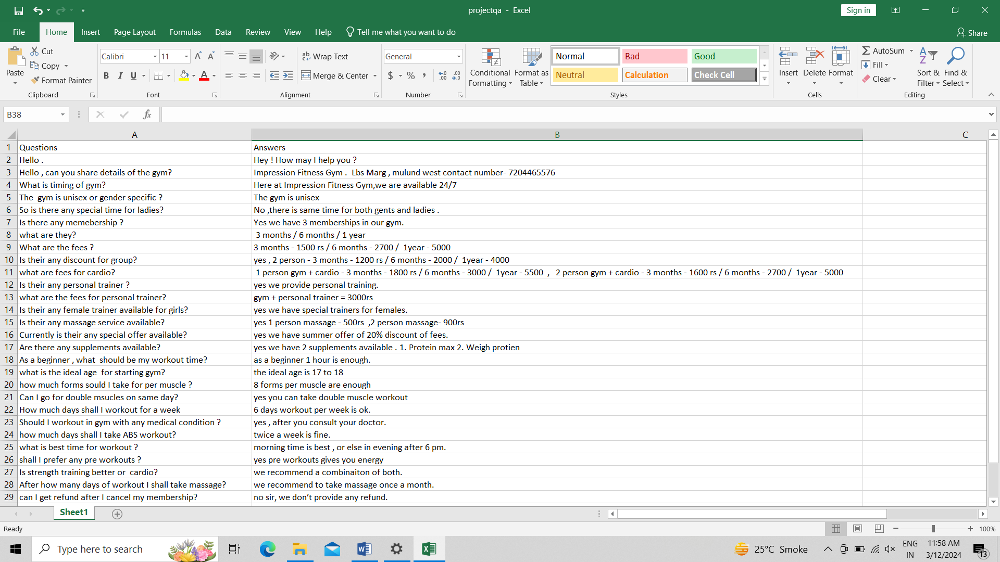 projectqa - Excel
Sign in
File Home Insert Page Layout Formulas Data Review View Help Tell me what you want to do Share
Paste Cut Copy Format Painter Clipboard
Calibri 11 B I U A Font
ab Wrap Text Merge & Center Alignment
General $ % , Number
Conditional Formatting Format as Table
Normal Bad Good
Neutral Calculation Check Cell
Styles
Insert Delete Format Cells
AutoSum Fill Clear Sort & Filter Find & Select Editing
B38 fx
A B C
1 Questions Answers
2 Hello . Hey ! How may I help you ?
3 Hello , can you share details of the gym? Impression Fitness Gym .  Lbs Marg , mulund west contact number- 7204465576
4 What is timing of gym? Here at Impression Fitness Gym,we are available 24/7
5 The  gym is unisex or gender specific ? The gym is unisex
6 So is there any special time for ladies? No ,there is same time for both gents and ladies .
7 Is there any memebership ? Yes we have 3 memberships in our gym.
8 what are they? 3 months / 6 months / 1 year
9 What are the fees ? 3 months - 1500 rs / 6 months - 2700 /  1year - 5000
10 Is their any discount for group? yes , 2 person - 3 months - 1200 rs / 6 months - 2000 /  1year - 4000
11 what are fees for cardio? 1 person gym + cardio - 3 months - 1800 rs / 6 months - 3000 /  1year - 5500  ,   2 person gym + cardio - 3 months - 1600 rs / 6 months - 2700 /  1year - 5000
12 Is their any personal trainer ? yes we provide personal training.
13 what are the fees for personal trainer? gym + personal trainer = 3000rs
14 Is their any female trainer available for girls? yes we have special trainers for females.
15 Is their any massage service available? yes 1 person massage - 500rs  ,2 person massage- 900rs
16 Currently is their any special offer available? yes we have summer offer of 20% discount of fees.
17 Are there any supplements available? yes we have 2 supplements available . 1. Protein max 2. Weigh protien
18 As a beginner , what  should be my workout time? as a beginner 1 hour is enough.
19 what is the ideal age  for starting gym? the ideal age is 17 to 18
20 how much forms sould I take for per muscle ? 8 forms per muscle are enough
21 Can I go for double msucles on same day? yes you can take double muscle workout
22 How much days shall I workout for a week 6 days workout per week is ok.
23 Should I workout in gym with any medical condition ? yes , after you consult your doctor.
24 how much days shall I take ABS workout? twice a week is fine.
25 what is best time for workout ? morning time is best , or else in evening after 6 pm.
26 shall I prefer any pre workouts ? yes pre workouts gives you energy
27 Is strength training better or  cardio? we recommend a combinaiton of both.
28 After how many days of workout I shall take massage? we recommend to take massage once a month.
29 can I get refund after I cancel my membership? no sir, we don’t provide any refund.
Sheet1
Ready 100%
Type here to search
25°C Smoke
ENG IN
11:58 AM
3/12/2024
13